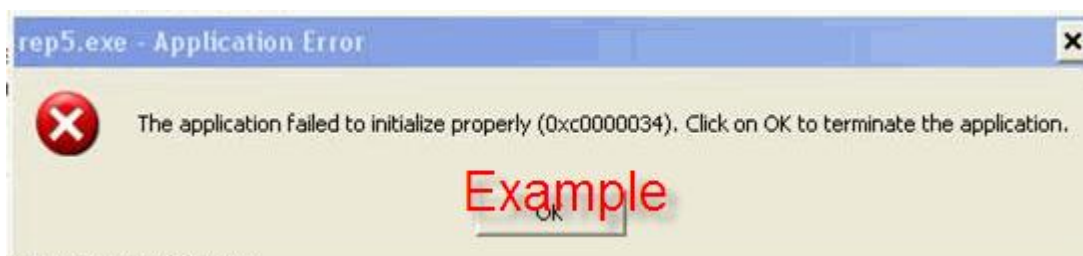 rep5.exe - Application Error
The application failed to initialize properly (0xc0000034). Click on OK to terminate the application.
Example
OK